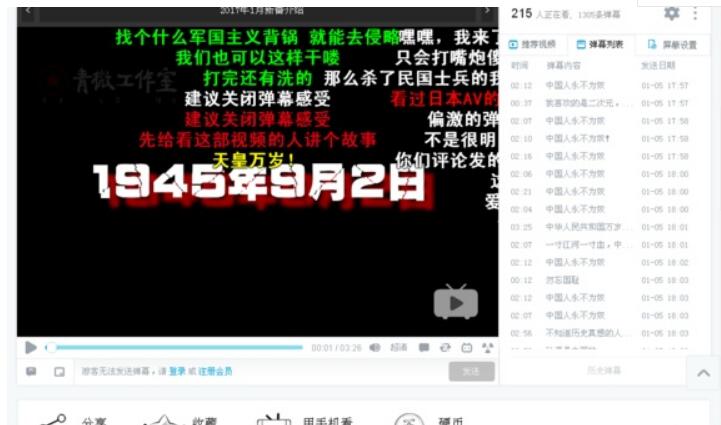 2017年1月新番介绍
找个什么军国主义背锅 就能去侵略嘿嘿，我来了
我们也可以这样干喽 只会打嘴炮
打完还有洗的 那么杀了民国士兵的我
青微工作室
建议关闭弹幕感受 看过日本AV的
建议关闭弹幕感受 偏激的弹
先给看这部视频的人讲个故事 不是很明
天皇万岁！ 你们评论发的
1945年9月2日
爱
00:01 / 03:26 超清
游客无法发送弹幕，请 登录 或 注册会员 发送
215 人正在看，1305条弹幕
推荐视频 弹幕列表 屏蔽设置
时间 弹幕内容 发送日期
02:12 中国人永不为奴 01-05 17:57
00:37 我喜欢的是二次元，... 01-05 17:57
02:07 中国人永不为奴 01-05 17:58
02:10 中国人永不为奴! 01-05 17:58
02:16 中国人永不为奴 01-05 17:58
02:06 中国人永不为奴 01-05 18:00
02:21 中国人永不为奴 01-05 18:00
02:04 中国人永不为奴 01-05 18:00
03:25 中华人民共和国万岁... 01-05 18:01
02:07 一寸江河一寸血，中... 01-05 18:01
02:12 中国人永不为奴 01-05 18:02
00:12 勿忘国耻 01-05 18:03
02:12 中国人永不为奴 01-05 18:03
02:07 中国人永不为奴 01-05 18:03
02:56 不知道历史真感的人... 01-05 18:03
历史弹幕
分享 收藏 用手机看 硬币